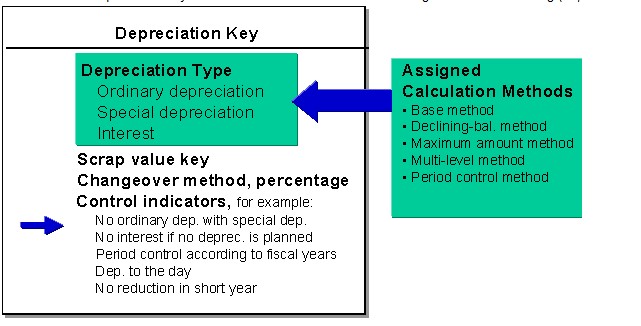 Depreciation Key
Depreciation Type
Ordinary depreciation
Special depreciation
Interest
Scrap value key
Changeover method, percentage
Control indicators, for example:
No ordinary dep. with special dep.
No interest if no deprec. is planned
Period control according to fiscal years
Dep. to the day
No reduction in short year
Assigned
Calculation Methods
• Base method
• Declining-bal. method
• Maximum amount method
• Multi-level method
• Period control method